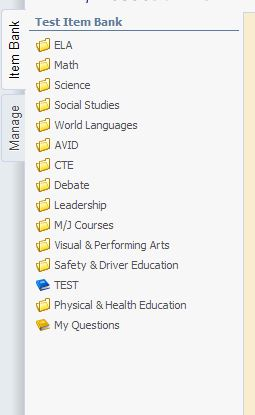 Test Item Bank
Item Bank
Manage
ELA
Math
Science
Social Studies
World Languages
AVID
CTE
Debate
Leadership
M/J Courses
Visual & Performing Arts
Safety & Driver Education
TEST
Physical & Health Education
My Questions